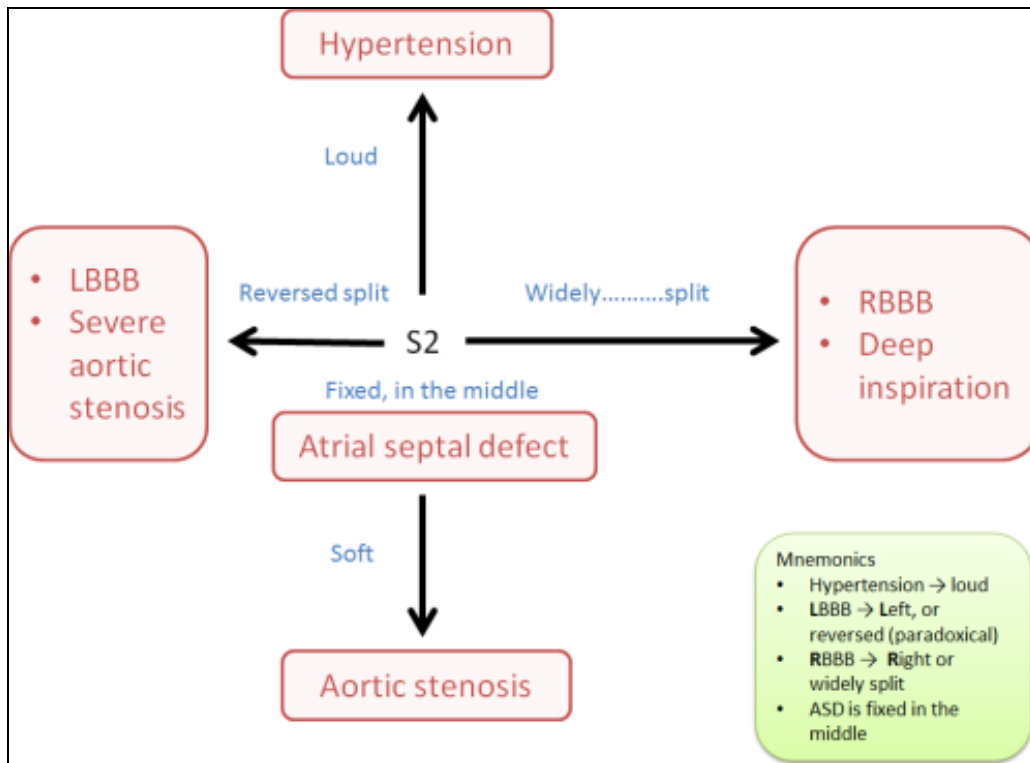 Hypertension
Loud
• LBBB
• Severe
aortic
stenosis
Reversed split
S2
Widely..........split
• RBBB
• Deep
inspiration
Fixed, in the middle
Atrial septal defect
Soft
Aortic stenosis
Mnemonics
• Hypertension → loud
• LBBB → Left, or
reversed (paradoxical)
• RBBB → Right or
widely split
• ASD is fixed in the
middle